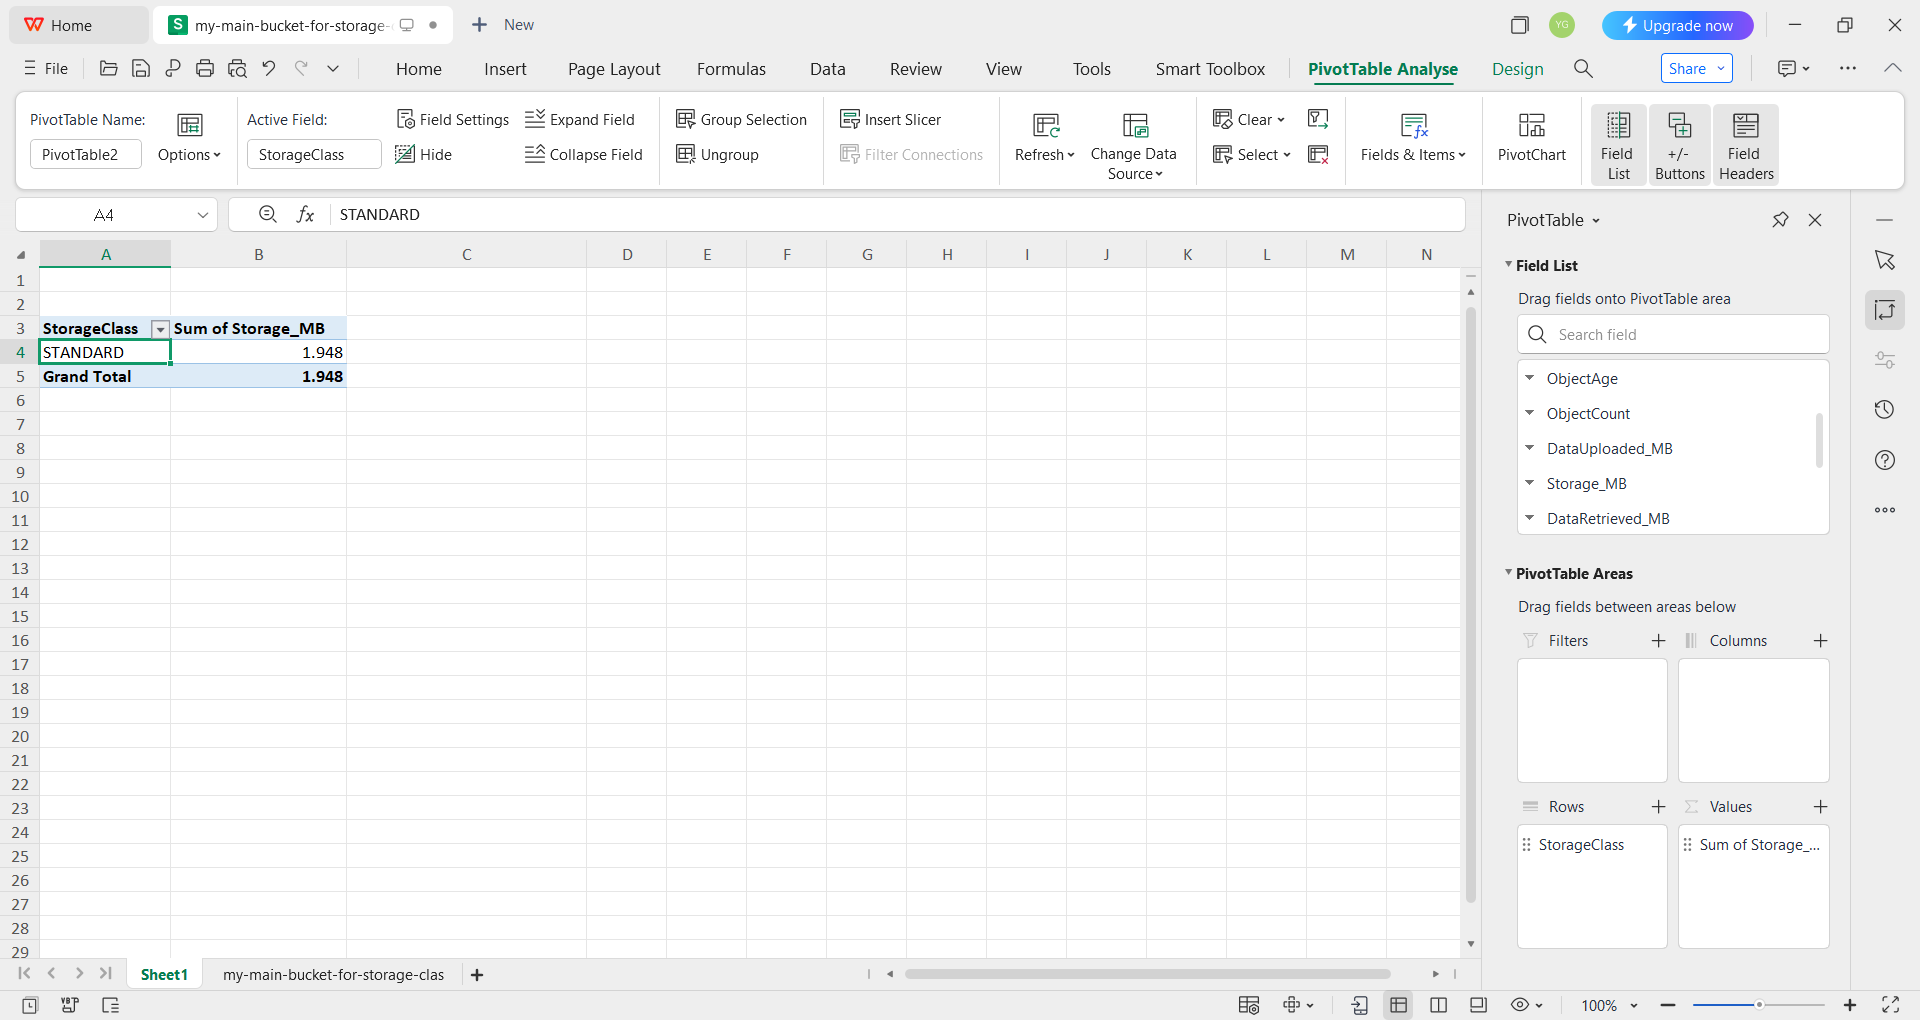 Home
my-main-bucket-for-storage-
New
YG
Upgrade now
File
Home Insert Page Layout Formulas Data Review View Tools Smart Toolbox PivotTable Analyse Design
Share
PivotTable Name:
PivotTable2
Options
Active Field:
StorageClass
Field Settings
Hide
Expand Field
Collapse Field
Group Selection
Ungroup
Insert Slicer
Filter Connections
Refresh
Change Data
Source
Clear
Select
Fields & Items
PivotChart
Field
List
+/-
Buttons
Field
Headers
A4
fx
STANDARD
A B C D E F G H I J K L M N
1
2
3 StorageClass Sum of Storage_MB
4 STANDARD 1.948
5 Grand Total 1.948
6
7
8
9
10
11
12
13
14
15
16
17
18
19
20
21
22
23
24
25
26
27
28
29
PivotTable
Field List
Drag fields onto PivotTable area
Search field
ObjectAge
ObjectCount
DataUploaded_MB
Storage_MB
DataRetrieved_MB
PivotTable Areas
Drag fields between areas below
Filters
Columns
Rows
Values
StorageClass
Sum of Storage_...
Sheet1
my-main-bucket-for-storage-clas
100%